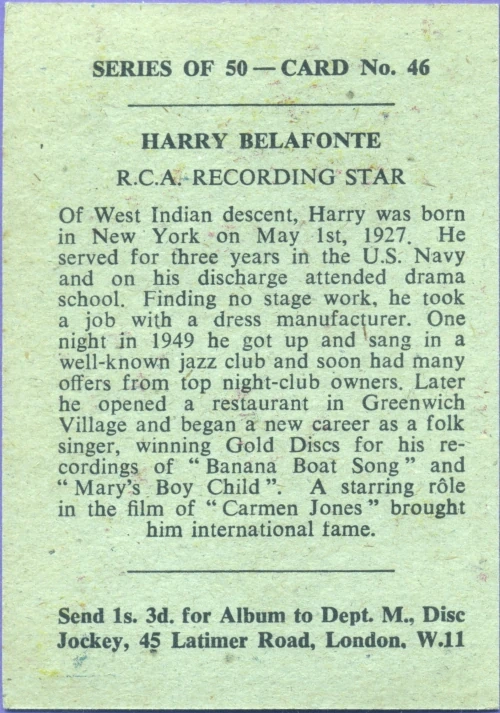 SERIES OF 50 — CARD No. 46
HARRY BELAFONTE
R.C.A. RECORDING STAR
Of West Indian descent, Harry was born
in New York on May 1st, 1927. He
served for three years in the U.S. Navy
and on his discharge attended drama
school. Finding no stage work, he took
a job with a dress manufacturer. One
night in 1949 he got up and sang in a
well-known jazz club and soon had many
offers from top night-club owners. Later
he opened a restaurant in Greenwich
Village and began a new career as a folk
singer, winning Gold Discs for his re-
cordings of “Banana Boat Song” and
“Mary's Boy Child”. A starring rôle
in the film of “Carmen Jones” brought
him international fame.
Send 1s. 3d. for Album to Dept. M., Disc
Jockey, 45 Latimer Road, London, W.11